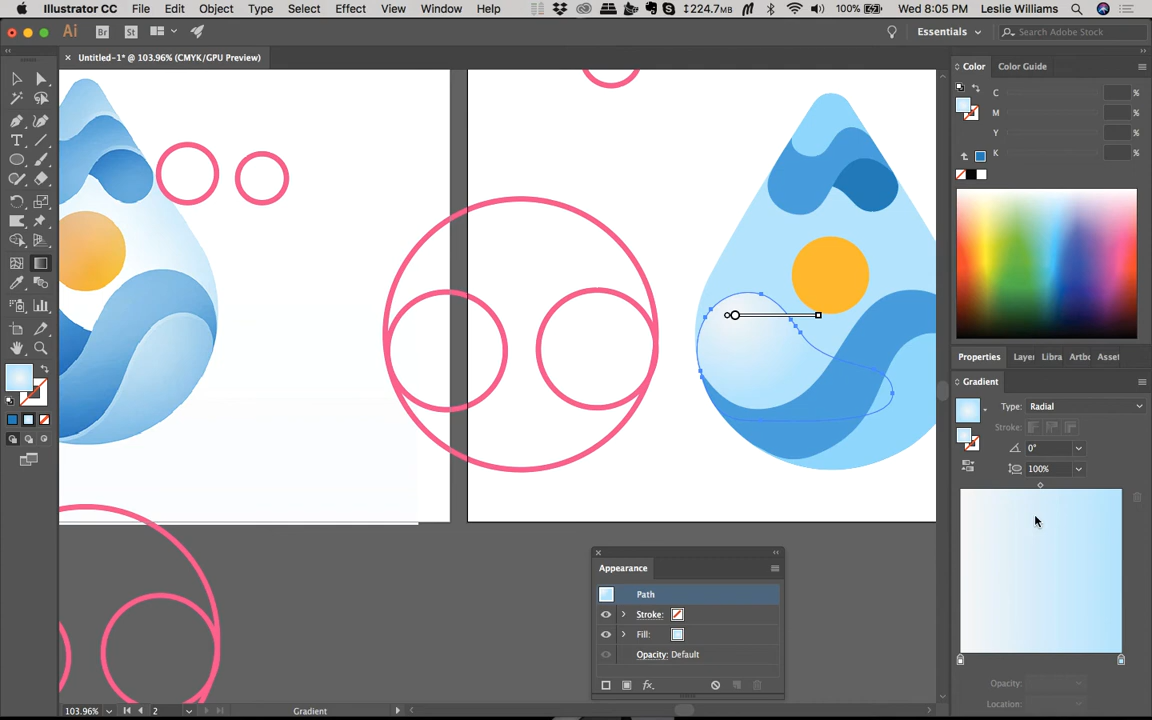 Illustrator CC File Edit Object Type Select Effect View Window Help
224.7MB 100% Wed 8:05 PM Leslie Williams
Ai Br St Essentials Search Adobe Stock
× Untitled-1* @ 103.96% (CMYK/GPU Preview)
Color Color Guide
C %
M %
Y %
K %
Properties Laye Libra Artbo Asset
Gradient
Type: Radial
Stroke:
0°
100%
Appearance
Path
Stroke:
Fill:
Opacity: Default
fx
Opacity:
Location:
103.96% 2 Gradient